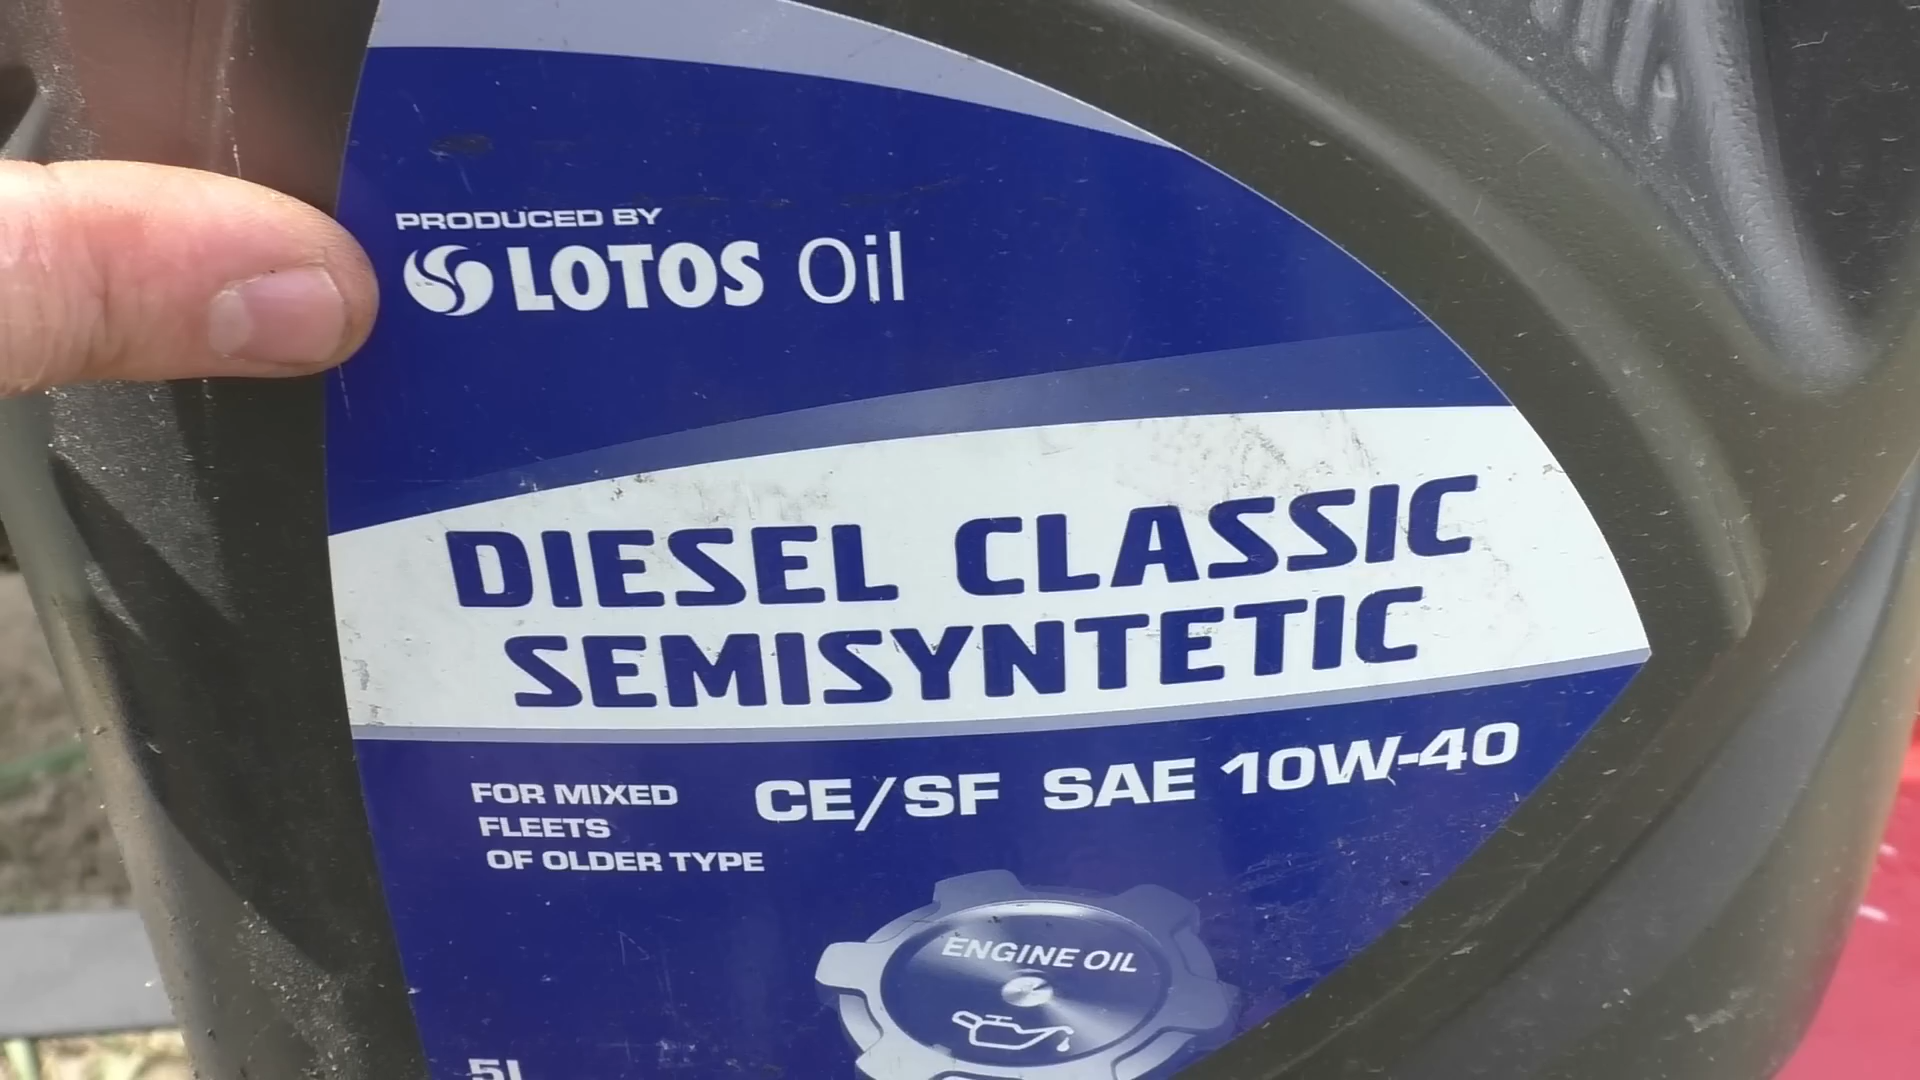 PRODUCED BY
LOTOS Oil
DIESEL CLASSIC
SEMISYNTETIC
FOR MIXED
FLEETS
OF OLDER TYPE
CE/SF SAE 10W-40
ENGINE OIL
5L